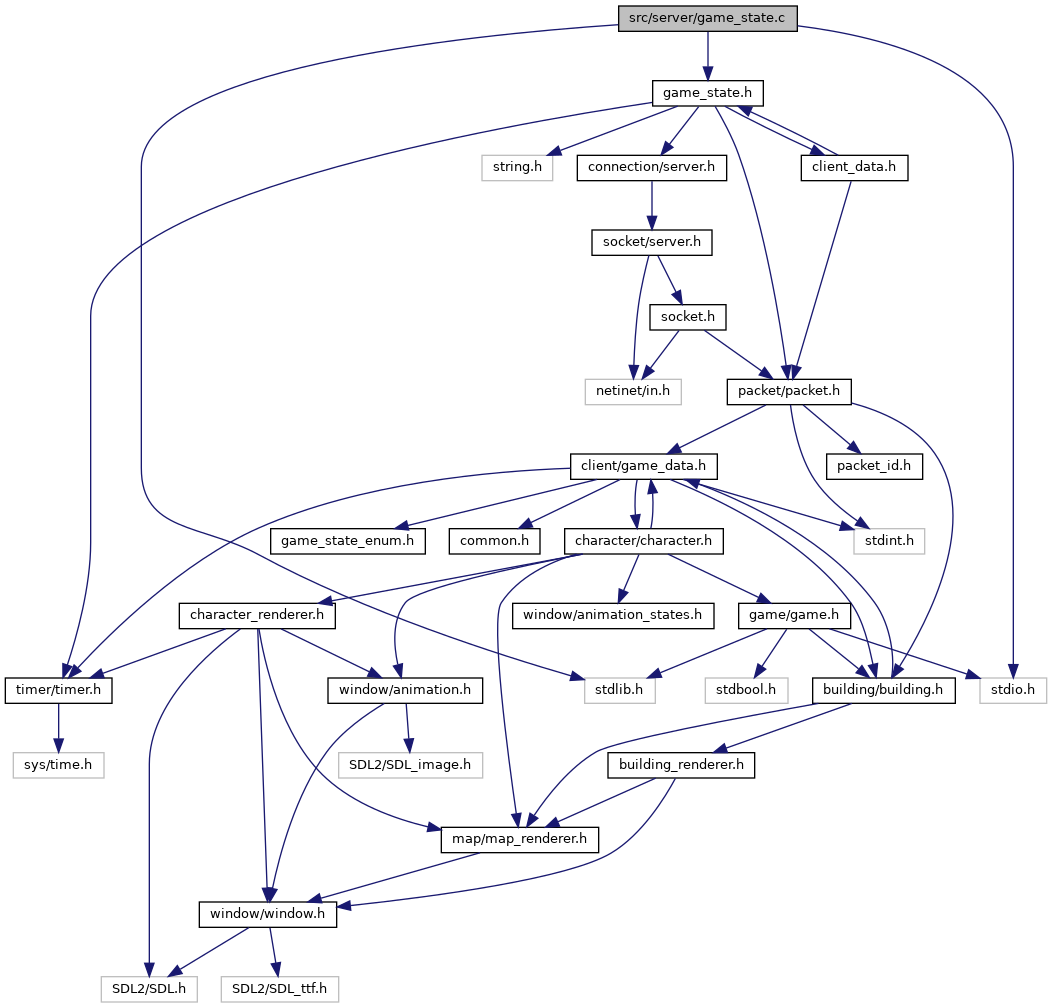 src/server/game_state.c
game_state.h
string.h
connection/server.h
client_data.h
socket/server.h
socket.h
netinet/in.h
packet/packet.h
client/game_data.h
packet_id.h
game_state_enum.h
common.h
character/character.h
stdint.h
character_renderer.h
window/animation_states.h
game/game.h
timer/timer.h
window/animation.h
stdlib.h
stdbool.h
building/building.h
stdio.h
sys/time.h
SDL2/SDL_image.h
building_renderer.h
map/map_renderer.h
window/window.h
SDL2/SDL.h
SDL2/SDL_ttf.h